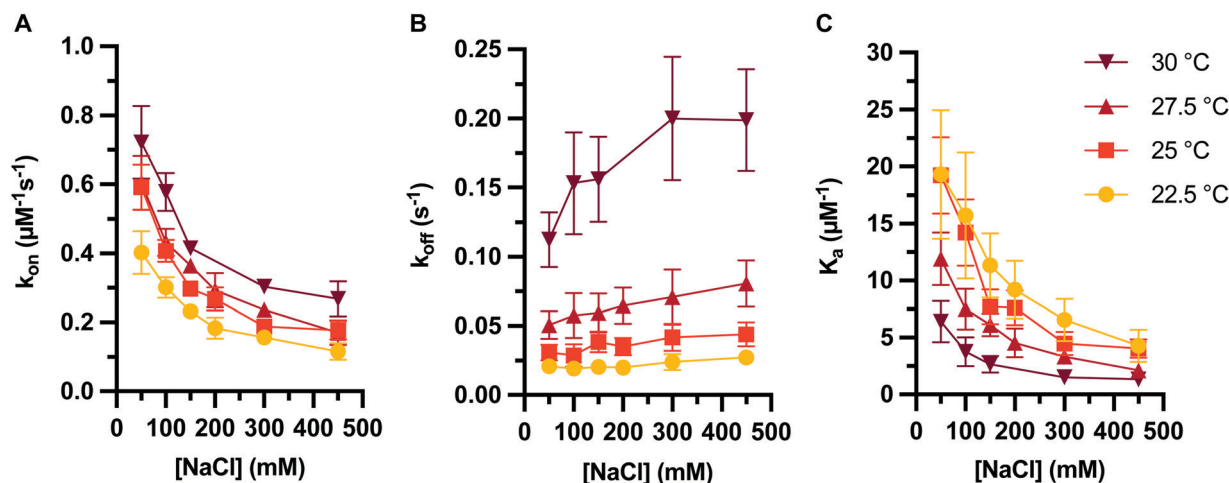 A
B
C
1.0
0.8
0.6
0.4
0.2
0.0
k_on (µM⁻¹s⁻¹)
0 100 200 300 400 500
[NaCl] (mM)
0.25
0.20
0.15
0.10
0.05
0.00
k_off (s⁻¹)
0 100 200 300 400 500
[NaCl] (mM)
30
25
20
15
10
5
0
K_a (µM⁻¹)
0 100 200 300 400 500
[NaCl] (mM)
30 °C
27.5 °C
25 °C
22.5 °C